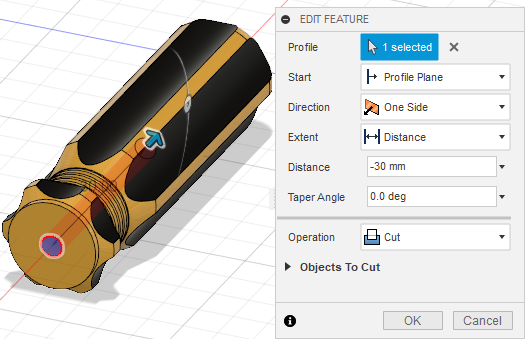 EDIT FEATURE
Profile 1 selected
Start Profile Plane
Direction One Side
Extent Distance
Distance -30 mm
Taper Angle 0.0 deg
Operation Cut
Objects To Cut
OK Cancel